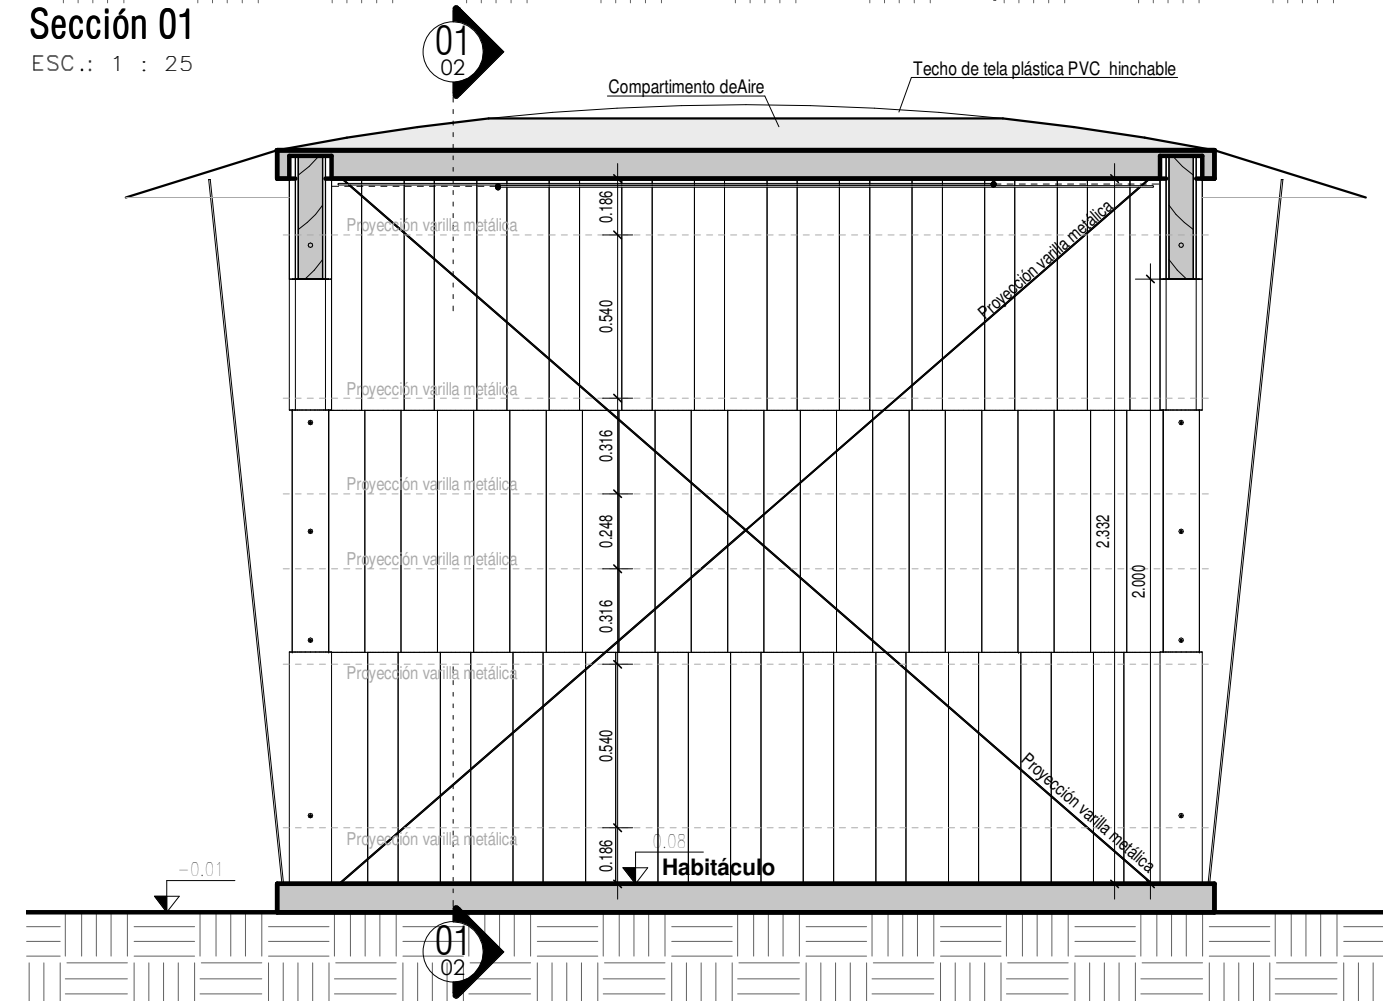 Sección 01
ESC.: 1 : 25
01
02
Compartimento deAire
Techo de tela plástica PVC hinchable
0.186
Proyección varilla metálica
Proyección varilla metálica
0.540
Proyección varilla metálica
0.316
Proyección varilla metálica
0.248
2.332
Proyección varilla metálica
2.000
0.316
Proyección varilla metálica
0.540
Proyección varilla metálica
Proyección varilla metálica
0.186
0.08
Habitáculo
-0.01
01
02